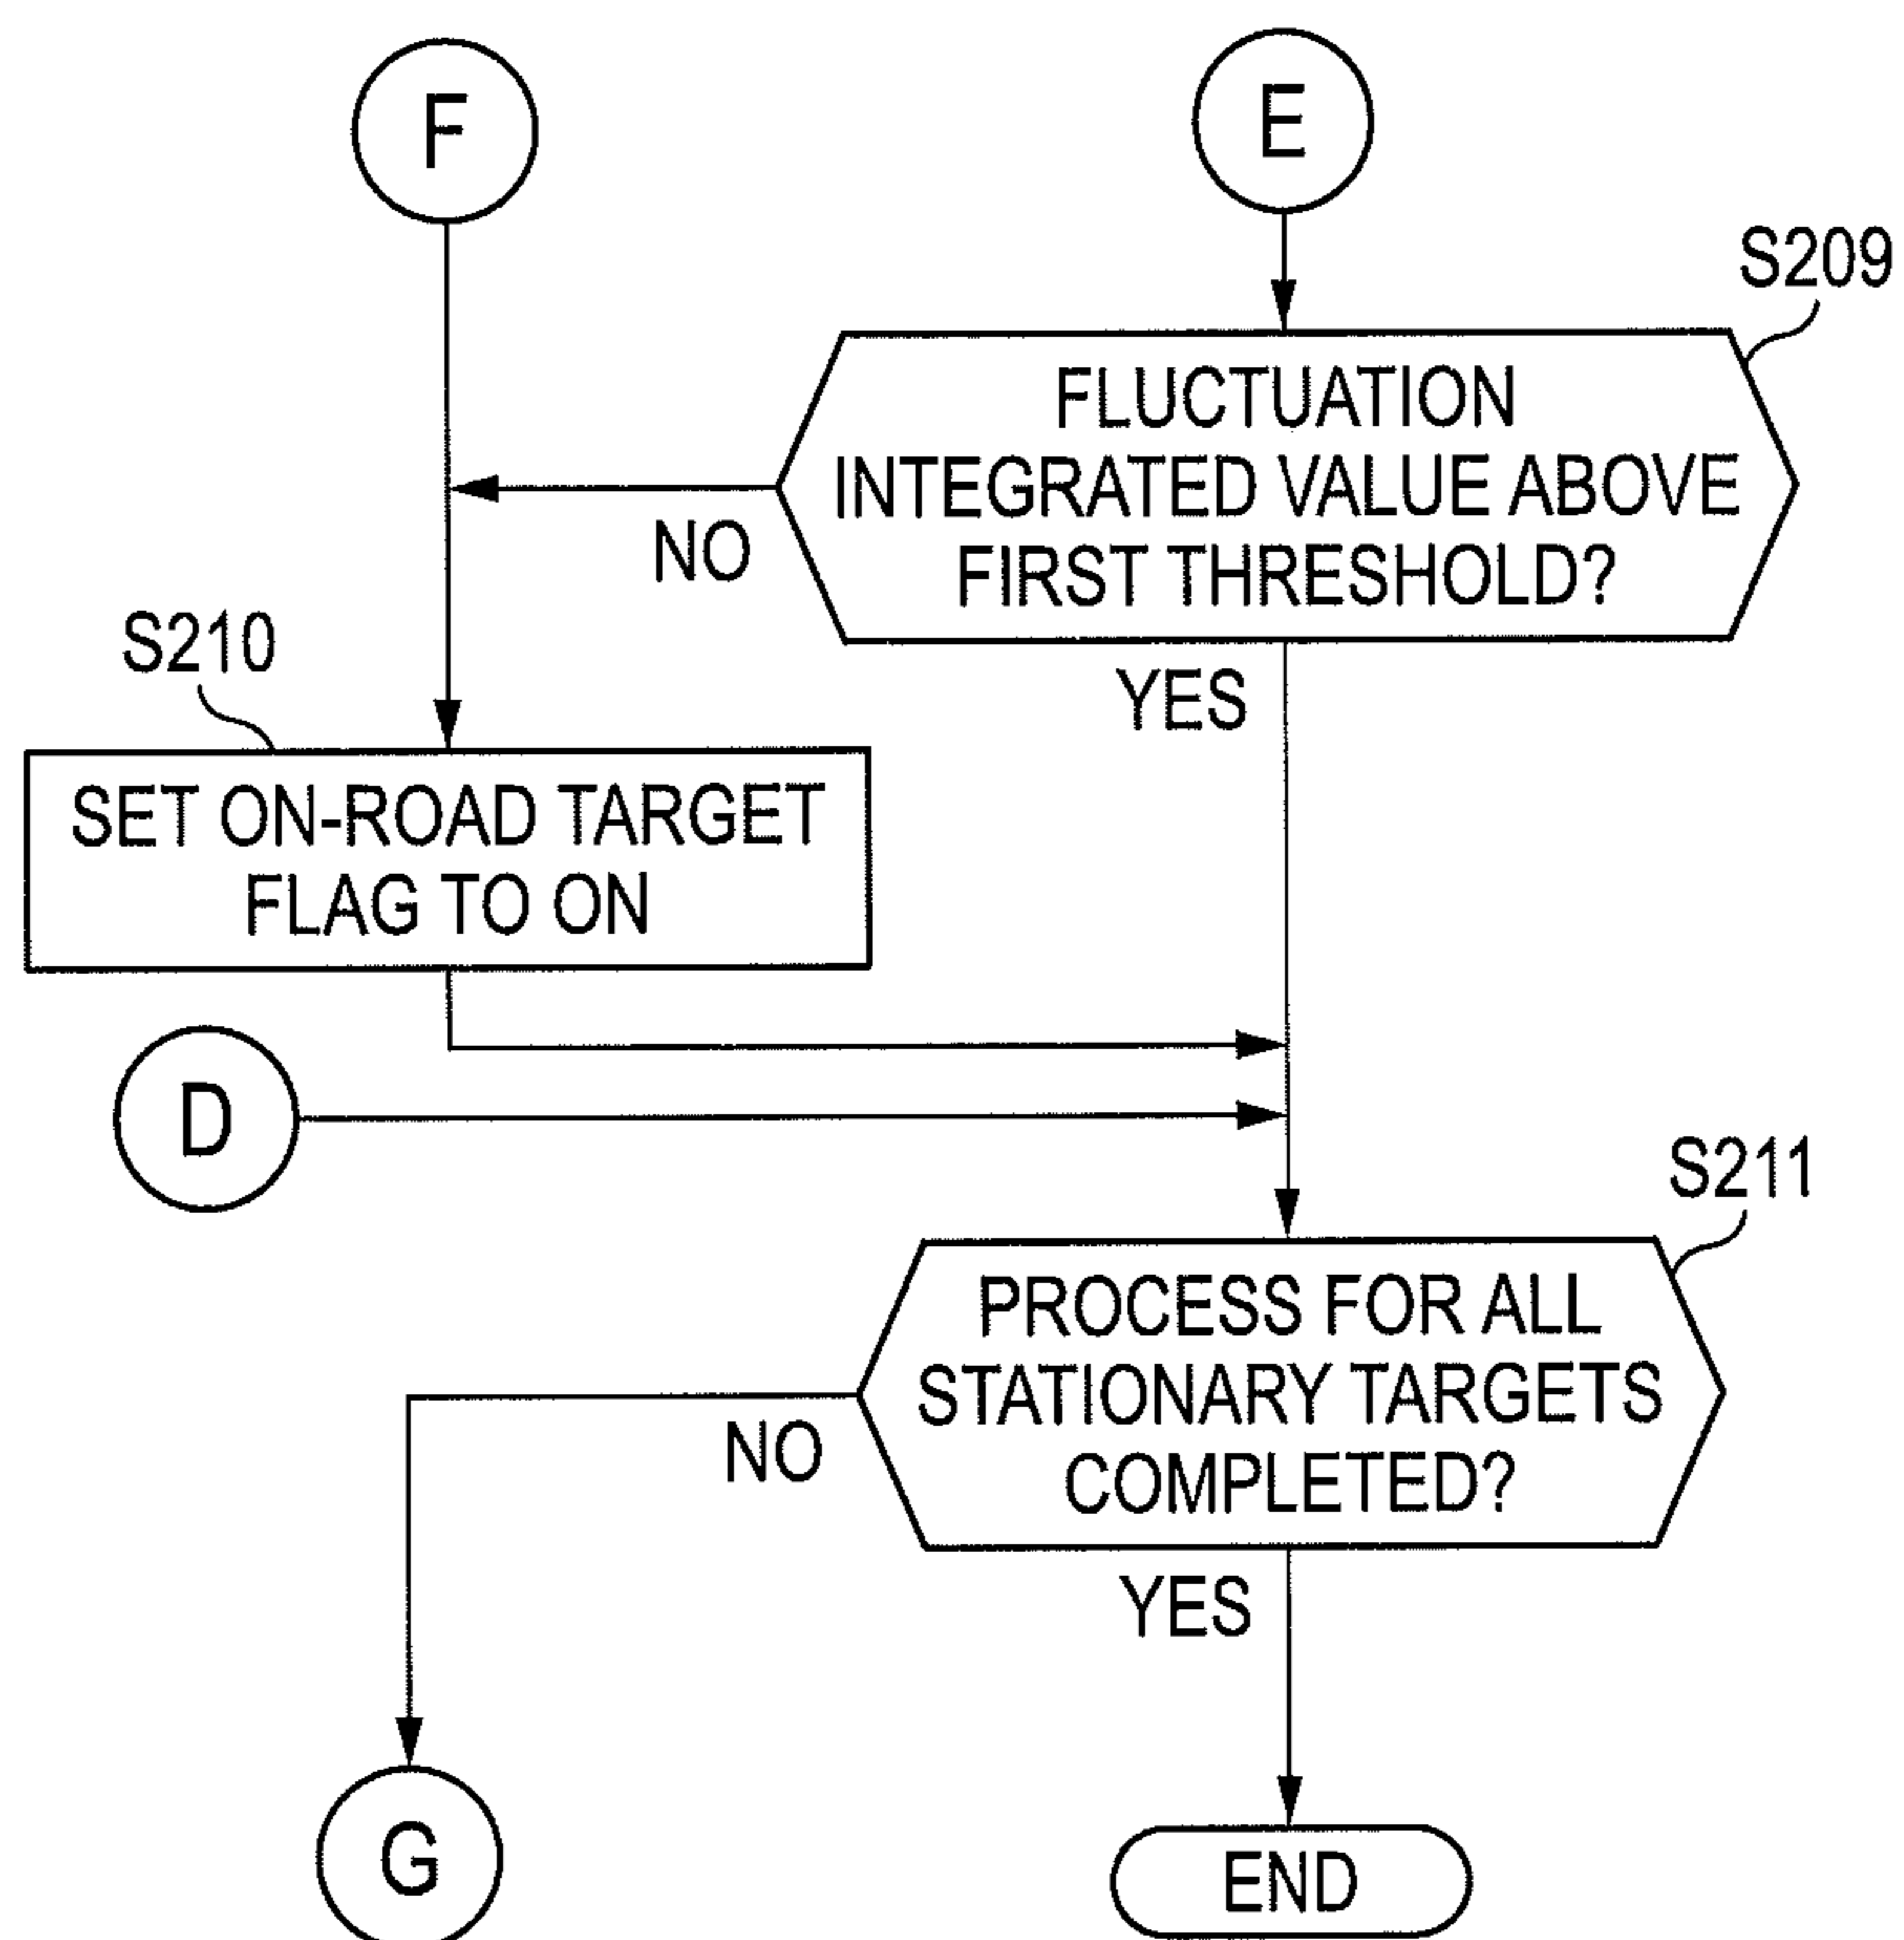 F
E
S209
FLUCTUATION
INTEGRATED VALUE ABOVE
FIRST THRESHOLD?
NO
YES
S210
SET ON-ROAD TARGET
FLAG TO ON
D
S211
PROCESS FOR ALL
STATIONARY TARGETS
COMPLETED?
NO
YES
G
END